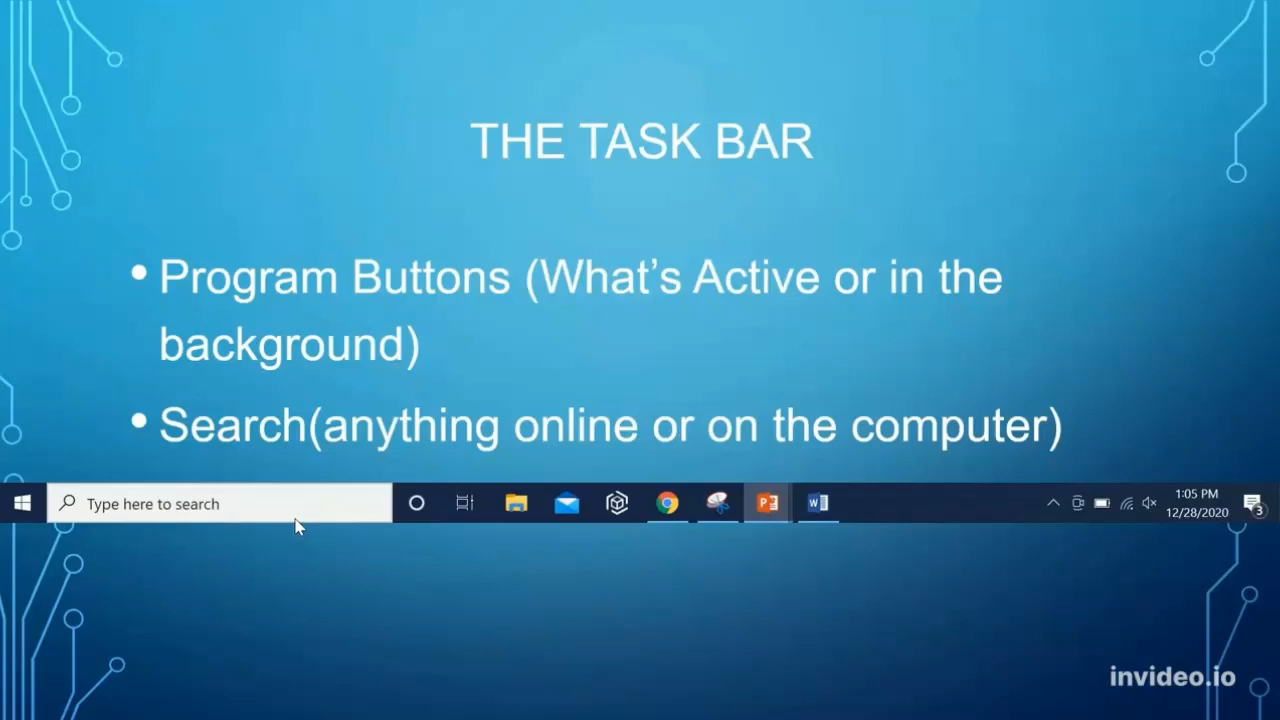 THE TASK BAR
• Program Buttons (What’s Active or in the
background)
• Search(anything online or on the computer)
Type here to search
1:05 PM
12/28/2020
3
invideo.io